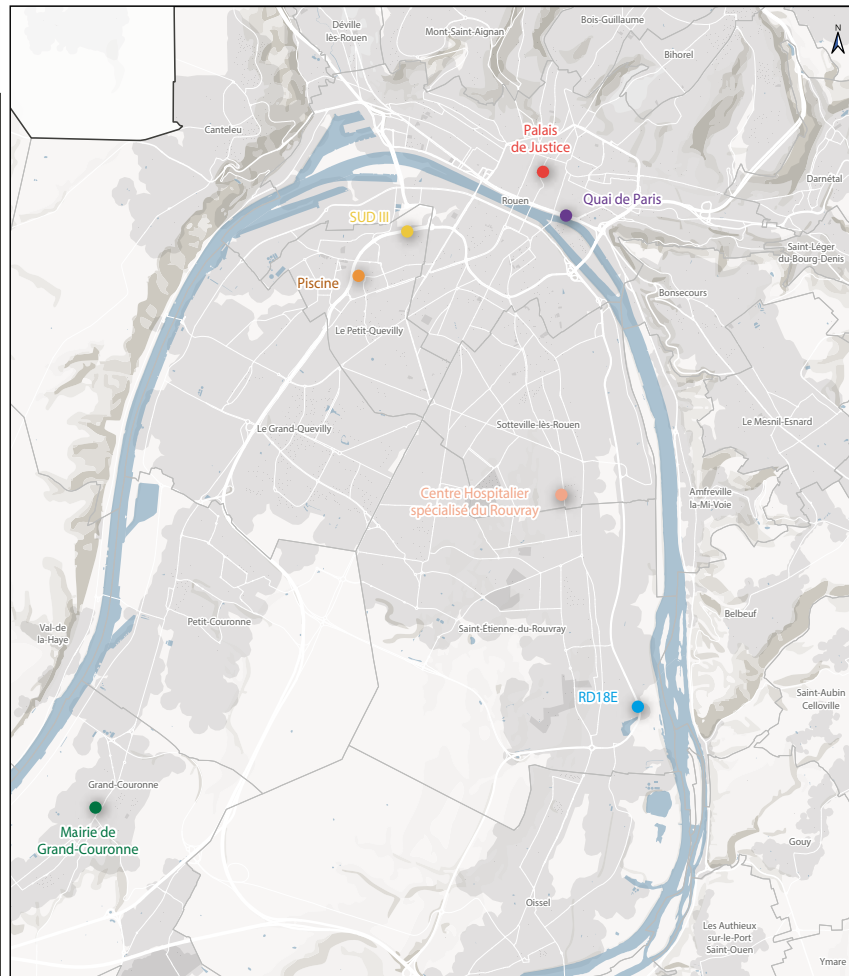 Bois-Guillaume
Déville
lès-Rouen
Mont-Saint-Aignan
N
Bihorel
Canteleu
Palais
de Justice
Darnétal
Rouen
Quai de Paris
SUD III
Saint-Léger
du-Bourg-Denis
Piscine
Bonsecours
Le Petit-Quevilly
Le Grand-Quevilly
Sotteville-lès-Rouen
Le Mesnil-Esnard
Centre Hospitalier
spécialisé du Rouvray
Amfreville
la-Mi-Voie
Val-de
la-Haye
Petit-Couronne
Saint-Étienne-du-Rouvray
Belbeuf
RD18E
Saint-Aubin
Celloville
Grand-Couronne
Mairie de
Grand-Couronne
Gouy
Oissel
Les Authieux
sur-le-Port
Saint-Ouen
Ymare